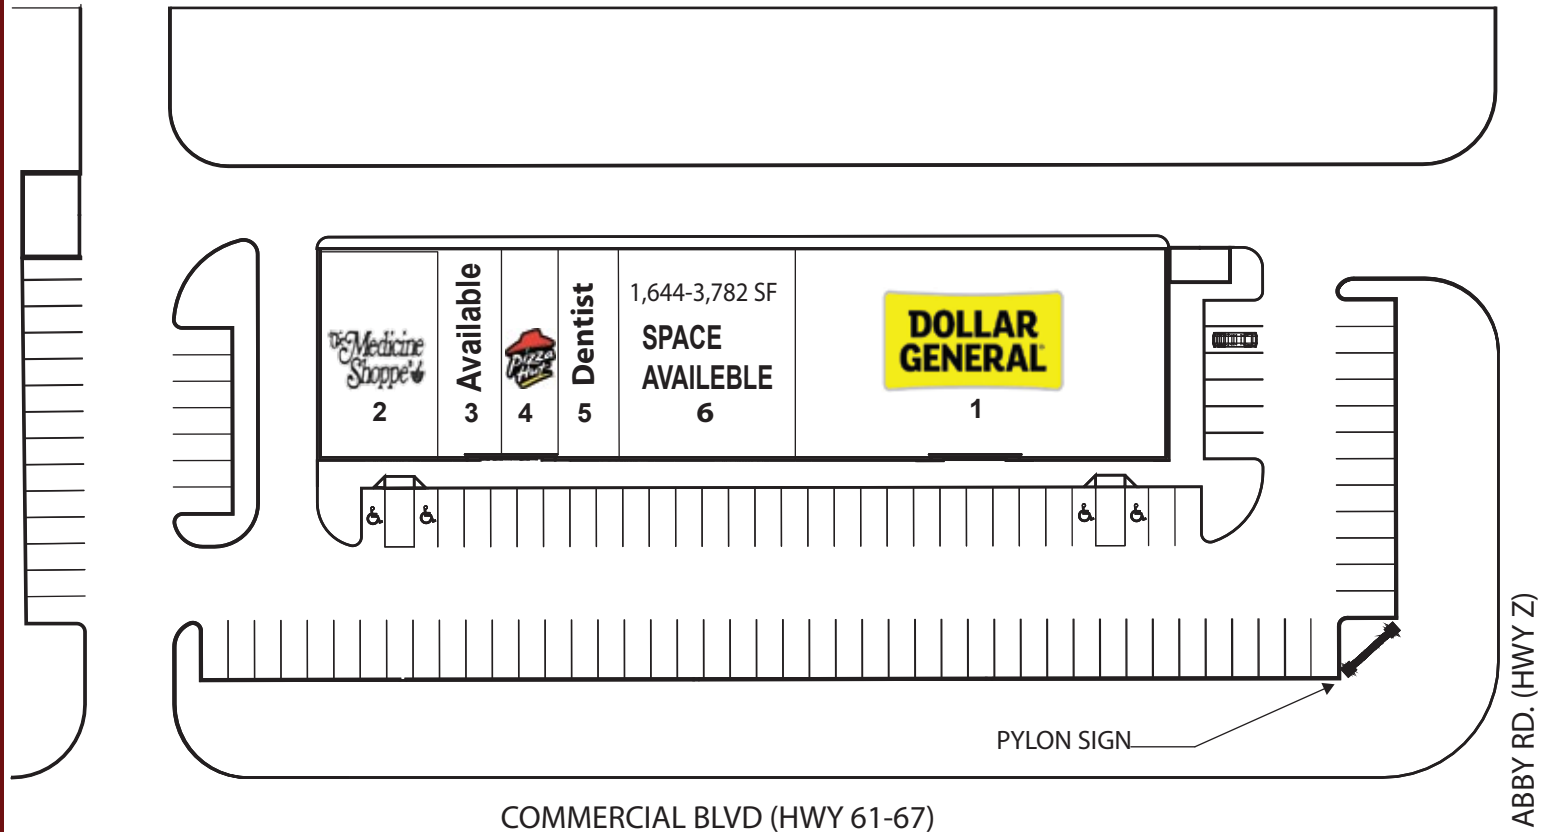 The Medicine
Shoppe
2
Available
3
Pizza
Hut
4
Dentist
5
1,644-3,782 SF
SPACE
AVAILEBLE
6
DOLLAR
GENERAL
1
PYLON SIGN
COMMERCIAL BLVD (HWY 61-67)
ABBY RD. (HWY Z)